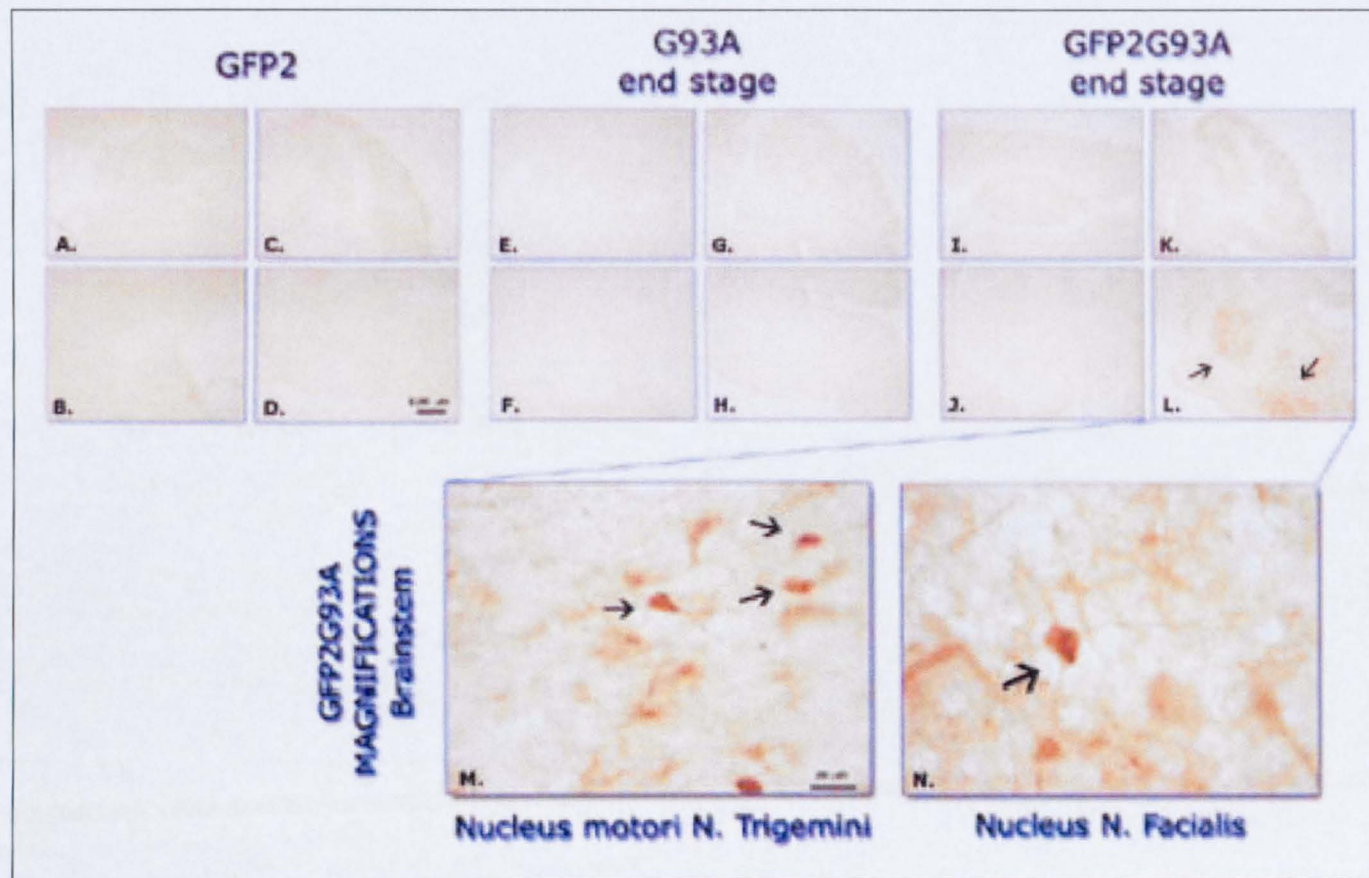 GFP2
G93A
end stage
GFP2G93A
end stage
A.
C.
E.
G.
I.
K.
B.
D.
F.
H.
J.
L.
GFP2G93A
MAGNIFICATIONS
Brainstem
M.
N.
Nucleus motori N. Trigemini
Nucleus N. Facialis